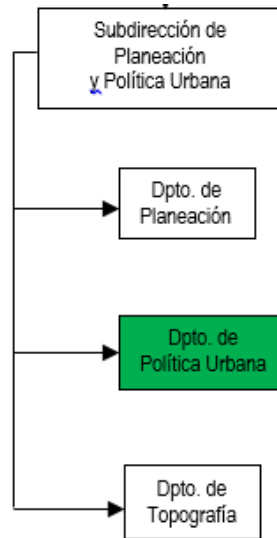 Subdirección de
Planeación
y Política Urbana
Dpto. de
Planeación
Dpto. de
Política Urbana
Dpto. de
Topografía